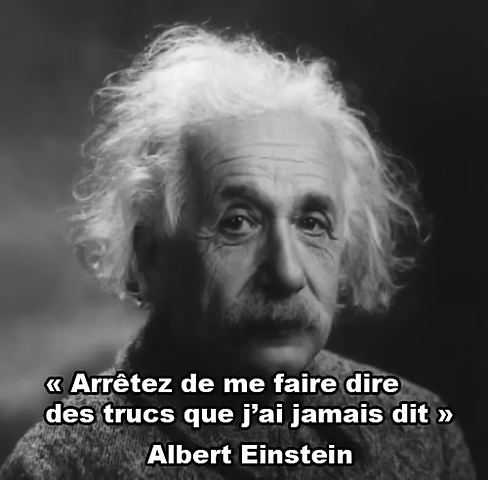 « Arrêtez de me faire dire
des trucs que j'ai jamais dit »
Albert Einstein